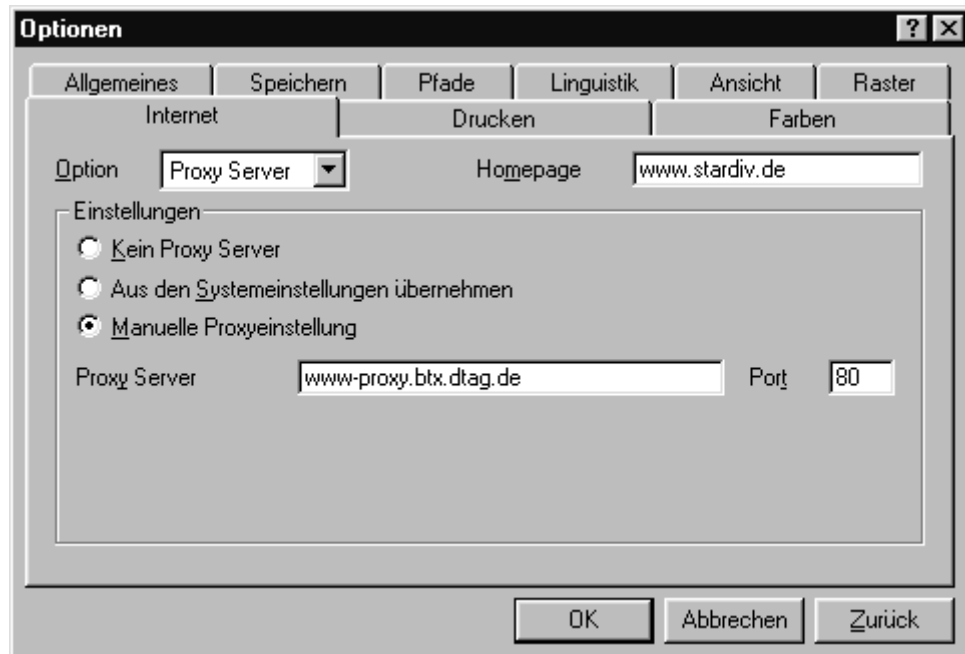 Optionen
Allgemeines Speichern Pfade Linguistik Ansicht Raster
Internet Drucken Farben
Option Proxy Server Homepage www.stardiv.de
Einstellungen
Kein Proxy Server
Aus den Systemeinstellungen übernehmen
Manuelle Proxyeinstellung
Proxy Server www-proxy.btx.dtag.de Port 80
OK Abbrechen Zurück